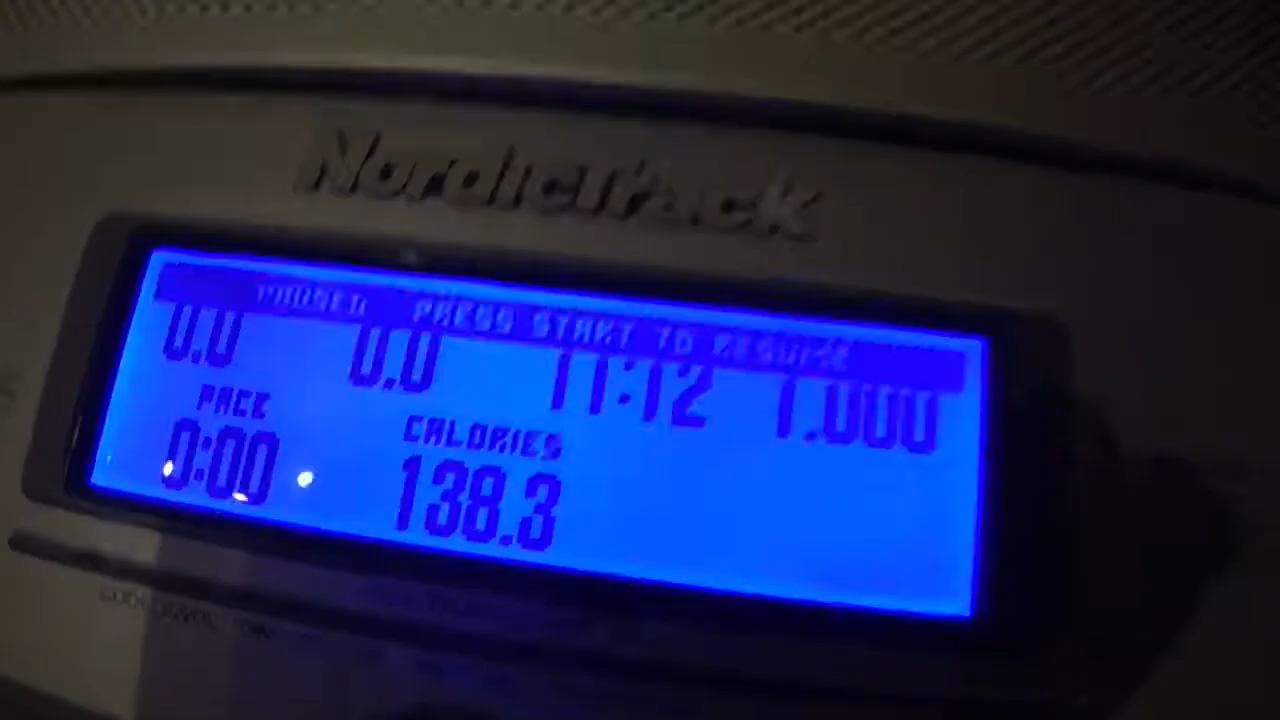 NordicTrack
PAUSED PRESS START TO RESUME
0.0 0.0 11:12 1.000
PACE
CALORIES
0:00
138.3